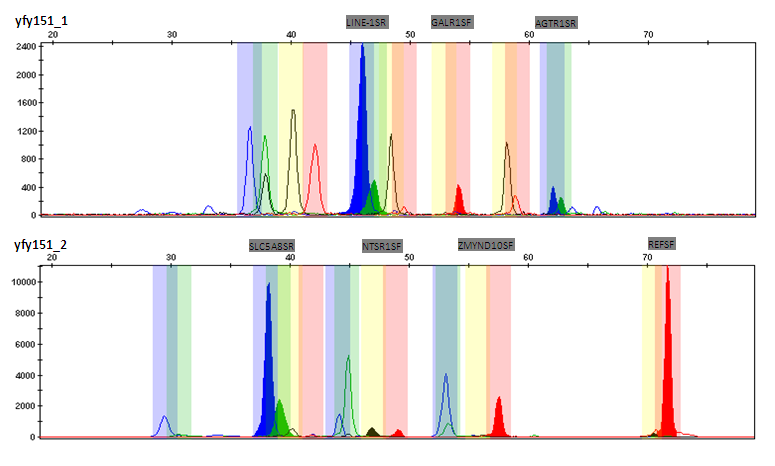 yfy151_1
LINE-1SR
GALR1SF
AGTR1SR
20 30 40 50 60 70
2400
2000
1600
1200
800
400
0
yfy151_2
SLC5A8SR
NTSR1SF
ZMYND10SF
REFSF
20 30 40 50 60 70
10000
8000
6000
4000
2000
0